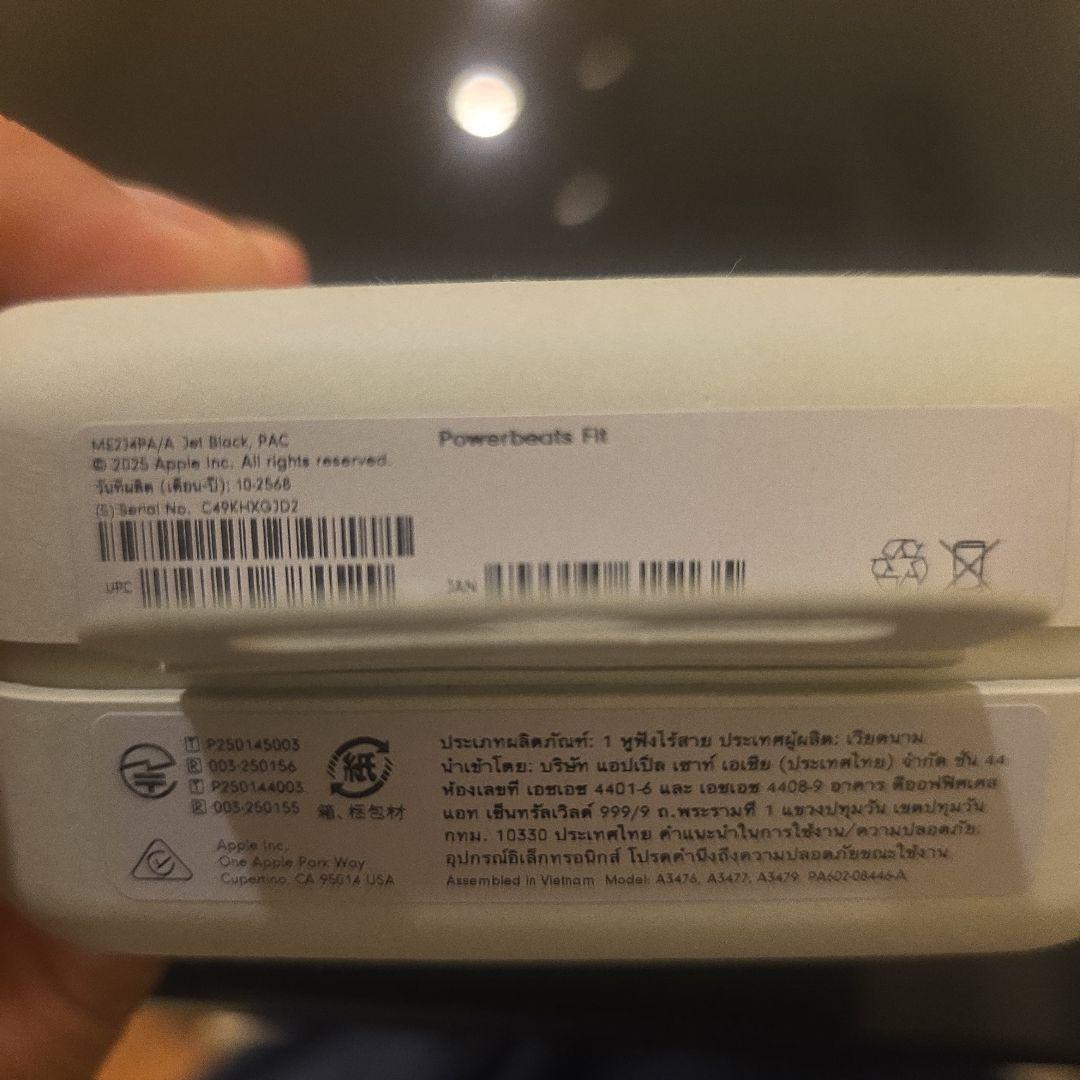 ME234PA/A Jet Black, PAC
© 2025 Apple Inc. All rights reserved.
วันที่ผลิต (เดือน-ปี): 10-2568
(S) Serial No. C49KHXGJD2
UPC
JAN
Powerbeats Fit
T P250145003
R 003-250156
T P250144003
R 003-250155
紙
箱、梱包材
Apple Inc.
One Apple Park Way
Cupertino, CA 95014 USA
ประเภทผลิตภัณฑ์: 1 หูฟังไร้สาย ประเทศผู้ผลิต: เวียดนาม
นำเข้าโดย: บริษัท แอปเปิล เซาท์ เอเชีย (ประเทศไทย) จำกัด ชั้น 44
ห้องเลขที่ เอชเอช 4401-6 และ เอชเอช 4408-9 อาคาร ดิออฟฟิศเศส
แอท เซ็นทรัลเวิลด์ 999/9 ถ.พระรามที่ 1 แขวงปทุมวัน เขตปทุมวัน
กทม. 10330 ประเทศไทย คำแนะนำในการใช้งาน/ความปลอดภัย:
อุปกรณ์อิเล็กทรอนิกส์ โปรดคำนึงถึงความปลอดภัยขณะใช้งาน
Assembled in Vietnam Model: A3476, A3477, A3479 PA602-08446-A